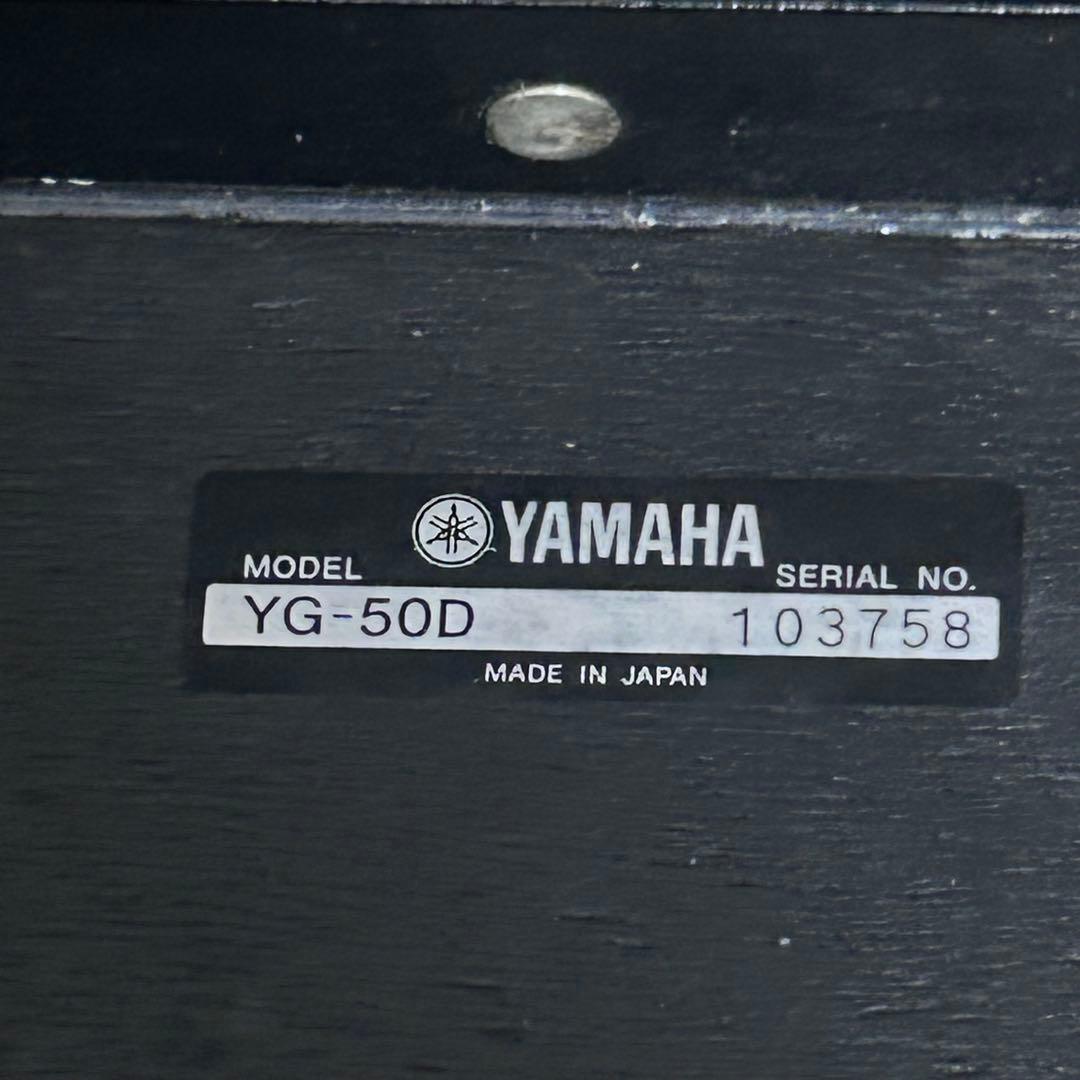 YAMAHA
MODEL SERIAL NO.
YG-50D 103758
MADE IN JAPAN